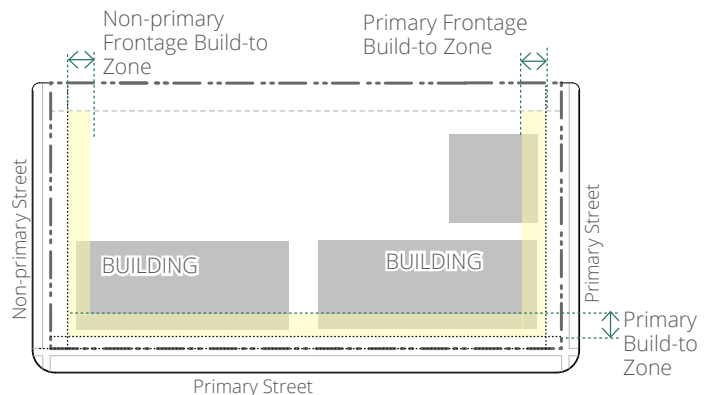 Non-primary
Frontage Build-to
Zone
Primary Frontage
Build-to Zone
Non-primary Street
BUILDING
BUILDING
Primary Street
Primary
Build-to
Zone
Primary Street